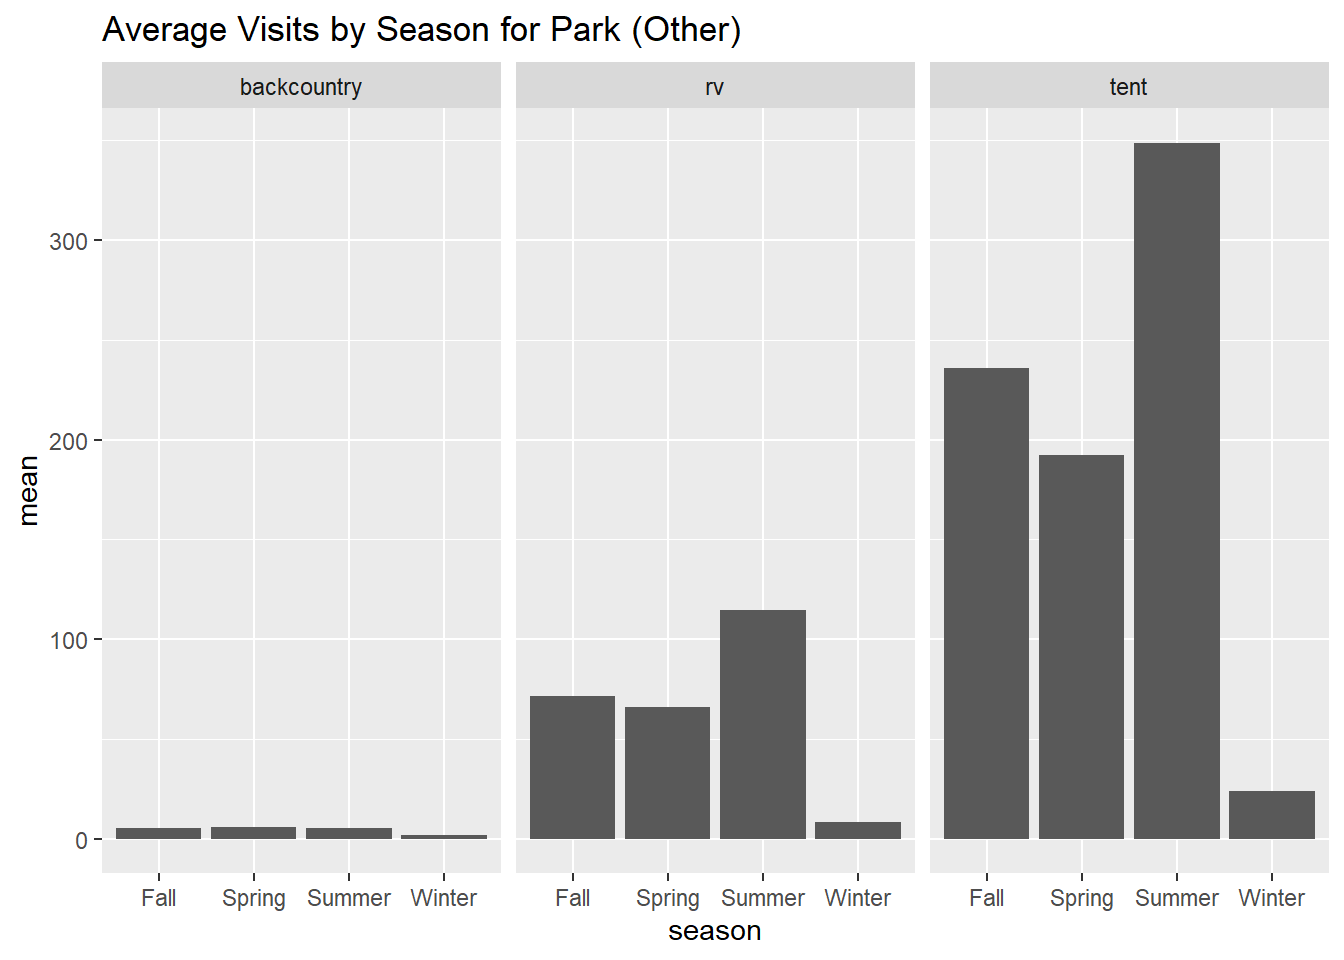 Average Visits by Season for Park (Other)
backcountry rv tent
300
200
100
0
mean
Fall Spring Summer Winter Fall Spring Summer Winter Fall Spring Summer Winter
season